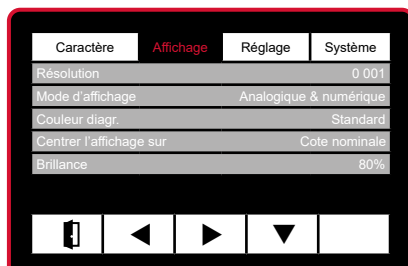 Caractère Affichage Réglage Système
Résolution 0 001
Mode d'affichage Analogique & numérique
Couleur diagr. Standard
Centrer l'affichage sur Cote nominale
Brillance 80%